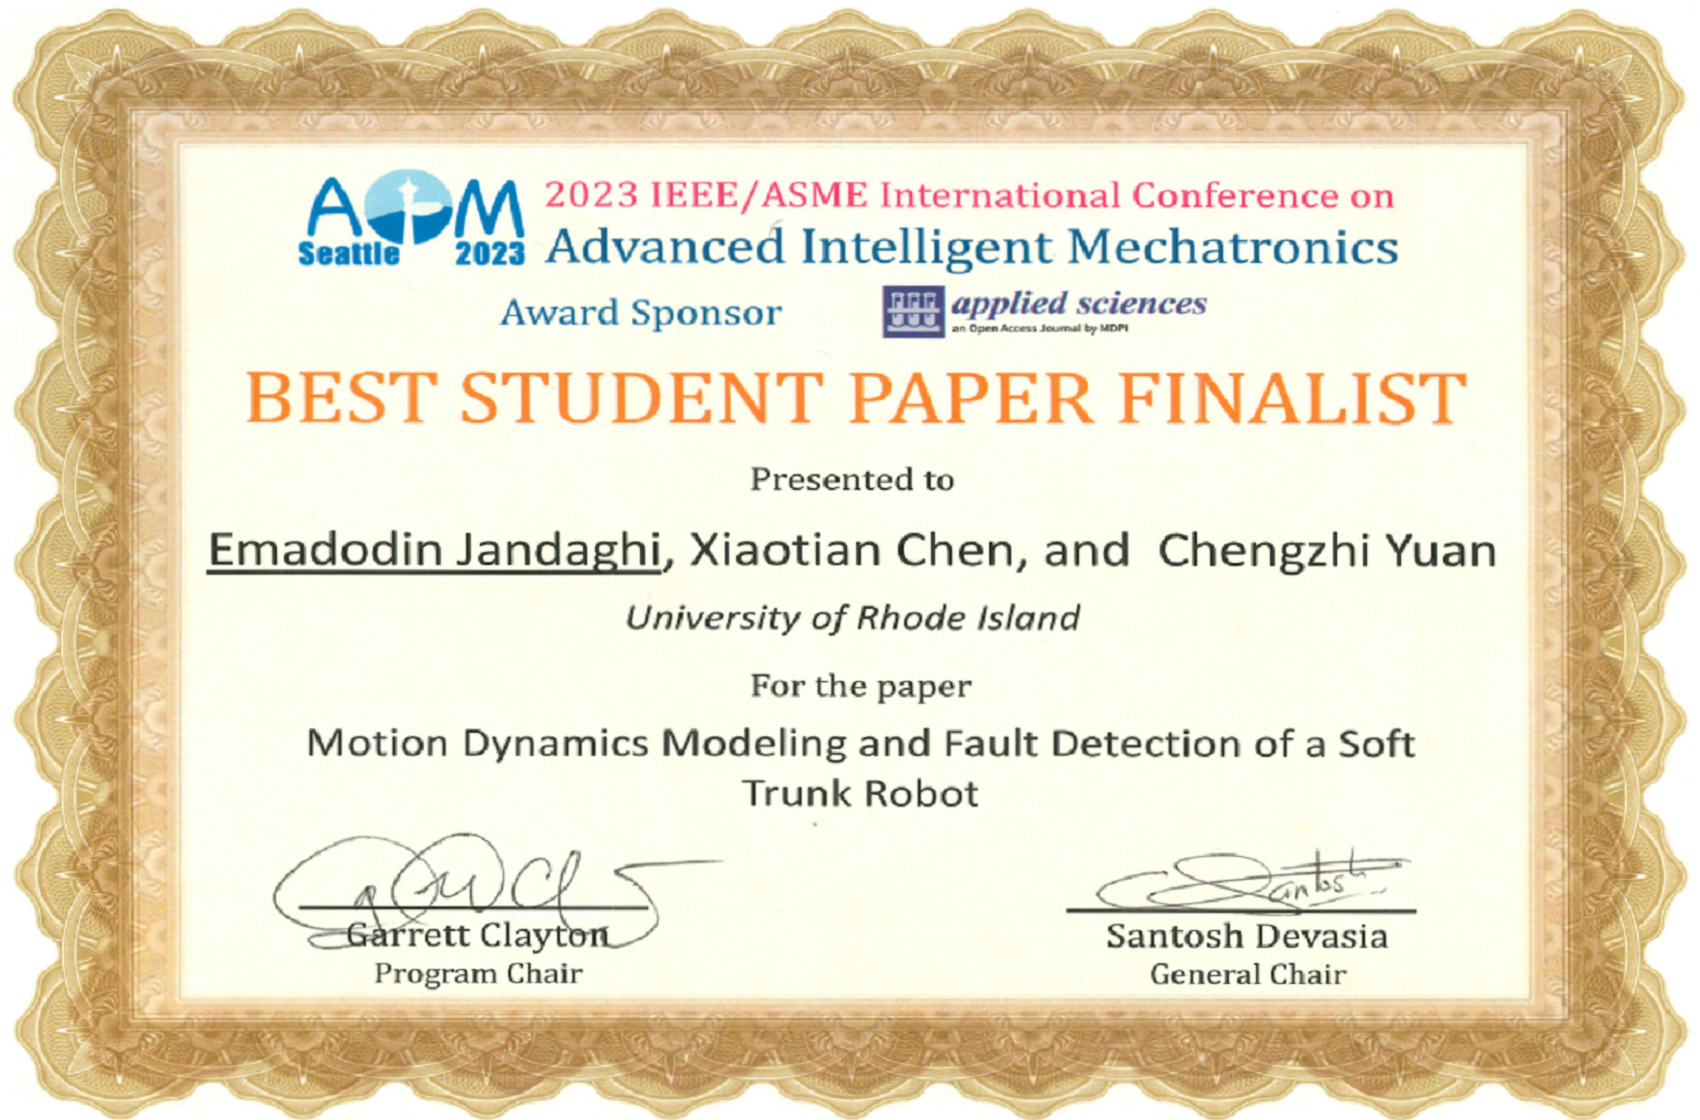 AIM
Seattle 2023
2023 IEEE/ASME International Conference on
Advanced Intelligent Mechatronics
Award Sponsor
applied sciences
an Open Access Journal by MDPI
BEST STUDENT PAPER FINALIST
Presented to
Emadodin Jandaghi, Xiaotian Chen, and Chengzhi Yuan
University of Rhode Island
For the paper
Motion Dynamics Modeling and Fault Detection of a Soft
Trunk Robot
Santosh
Garrett Clayton
Program Chair
Santosh Devasia
General Chair